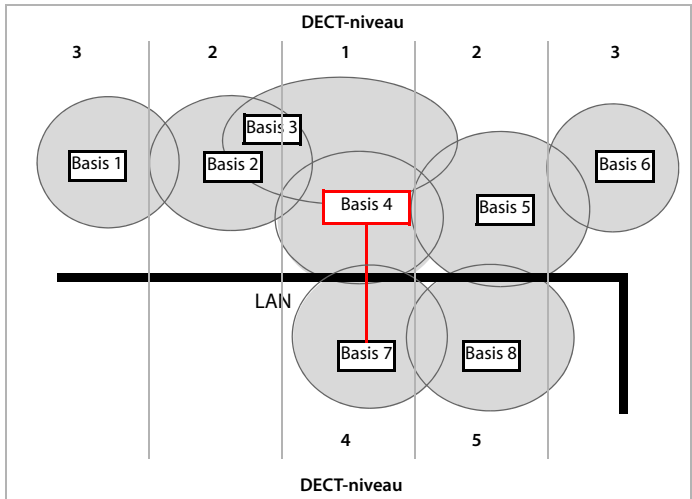 DECT-niveau
3 2 1 2 3
Basis 3
Basis 1 Basis 2 Basis 6
Basis 4 Basis 5
LAN
Basis 7 Basis 8
4 5
DECT-niveau